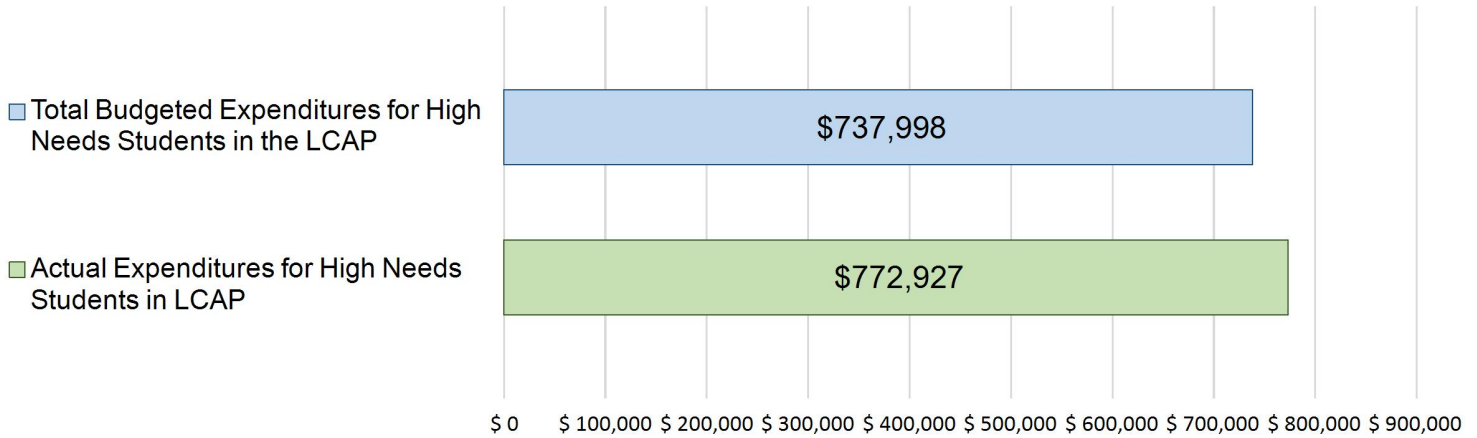 Total Budgeted Expenditures for High
Needs Students in the LCAP
$737,998
Actual Expenditures for High Needs
Students in LCAP
$772,927
$ 0 $ 100,000 $ 200,000 $ 300,000 $ 400,000 $ 500,000 $ 600,000 $ 700,000 $ 800,000 $ 900,000